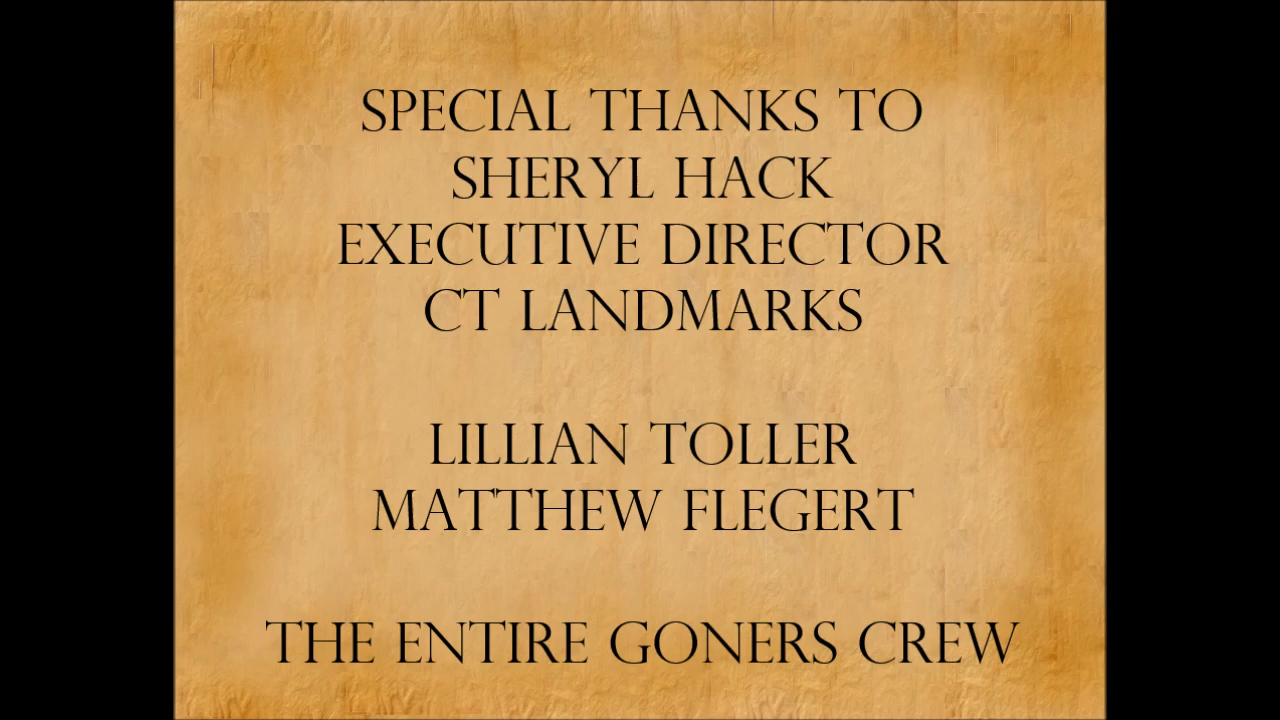 SPECIAL THANKS TO
SHERYL HACK
EXECUTIVE DIRECTOR
CT LANDMARKS
LILLIAN TOLLER
MATTHEW FLEGERT
THE ENTIRE GONERS CREW